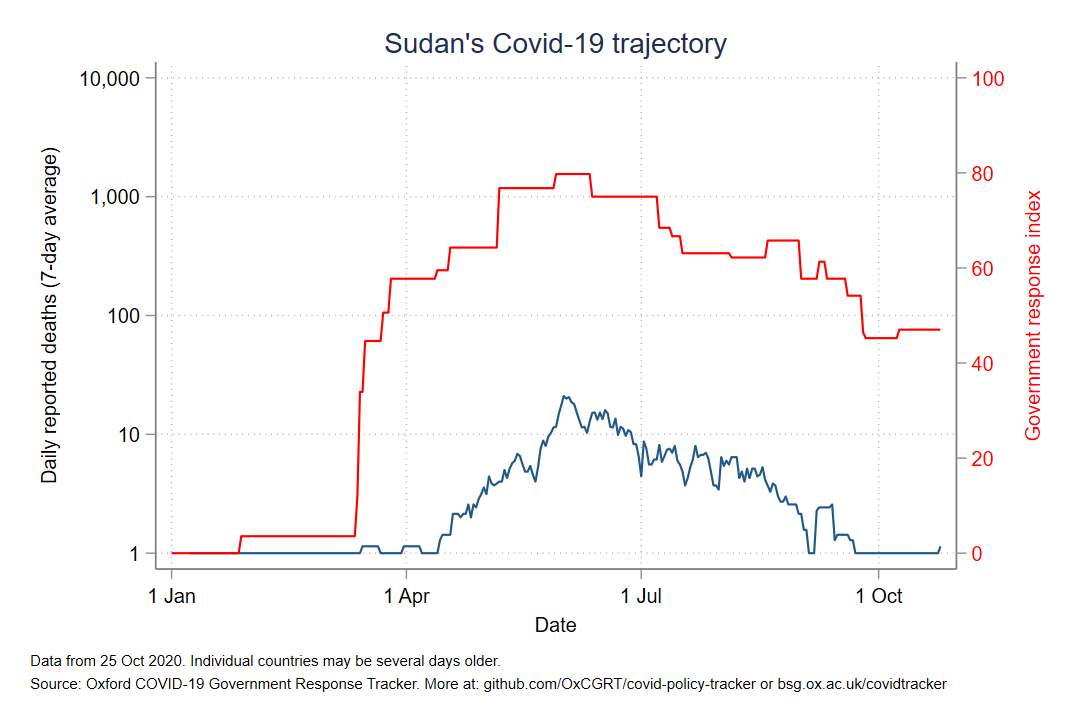 Sudan's Covid-19 trajectory
10,000
1,000
100
10
1
Daily reported deaths (7-day average)
100
80
60
40
20
0
Government response index
1 Jan
1 Apr
1 Jul
1 Oct
Date
Data from 25 Oct 2020. Individual countries may be several days older.
Source: Oxford COVID-19 Government Response Tracker. More at: github.com/OxCGRT/covid-policy-tracker or bsg.ox.ac.uk/covidtracker